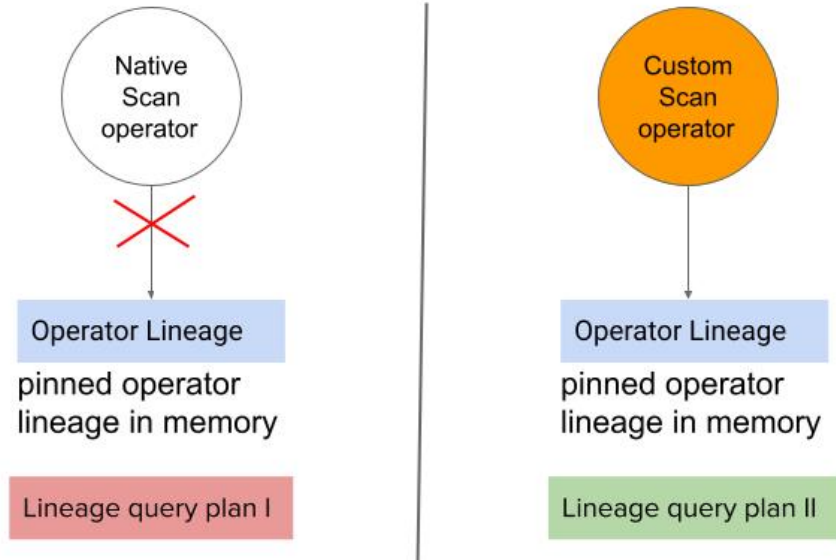 Native
Scan
operator
Operator Lineage
pinned operator
lineage in memory
Lineage query plan I
Custom
Scan
operator
Operator Lineage
pinned operator
lineage in memory
Lineage query plan II